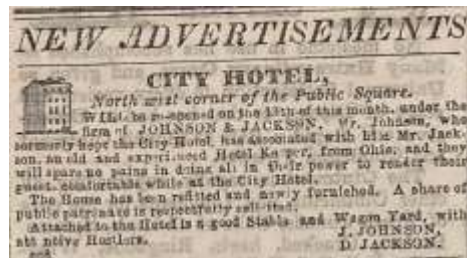 NEW ADVERTISEMENTS
CITY HOTEL,
North west corner of the Public Square.
WILL be re-opened on the 15th of this month, under the
firm of JOHNSON & JACKSON. Mr. Johnson, who
formerly kept the City Hotel, has associated with him Mr. Jack-
son, an old and experienced Hotel Keeper, from Ohio, and they
will spare no pains in doing all in their power to render their
guest, comfortable while at the City Hotel.
The House has been refitted and newly furnished. A share of
public patronage is respectfully solicited.
Attached to the Hotel is a good Stable and Wagon Yard, with
attentive Hostlers.
J. JOHNSON,
D. JACKSON.